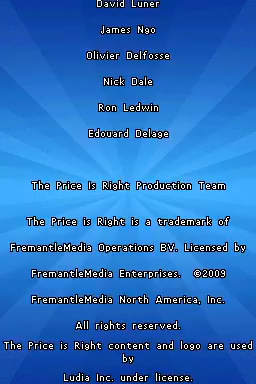 David Luner
James Ngo
Olivier Delfosse
Nick Dale
Ron Ledwin
Edouard Delage
The Price Is Right Production Team
The Price is Right is a trademark of
FremantleMedia Operations BV. Licensed by
FremantleMedia Enterprises. ©2009
FremantleMedia North America, Inc.
All rights reserved.
The Price is Right content and logo are used
by
Ludia Inc. under license.